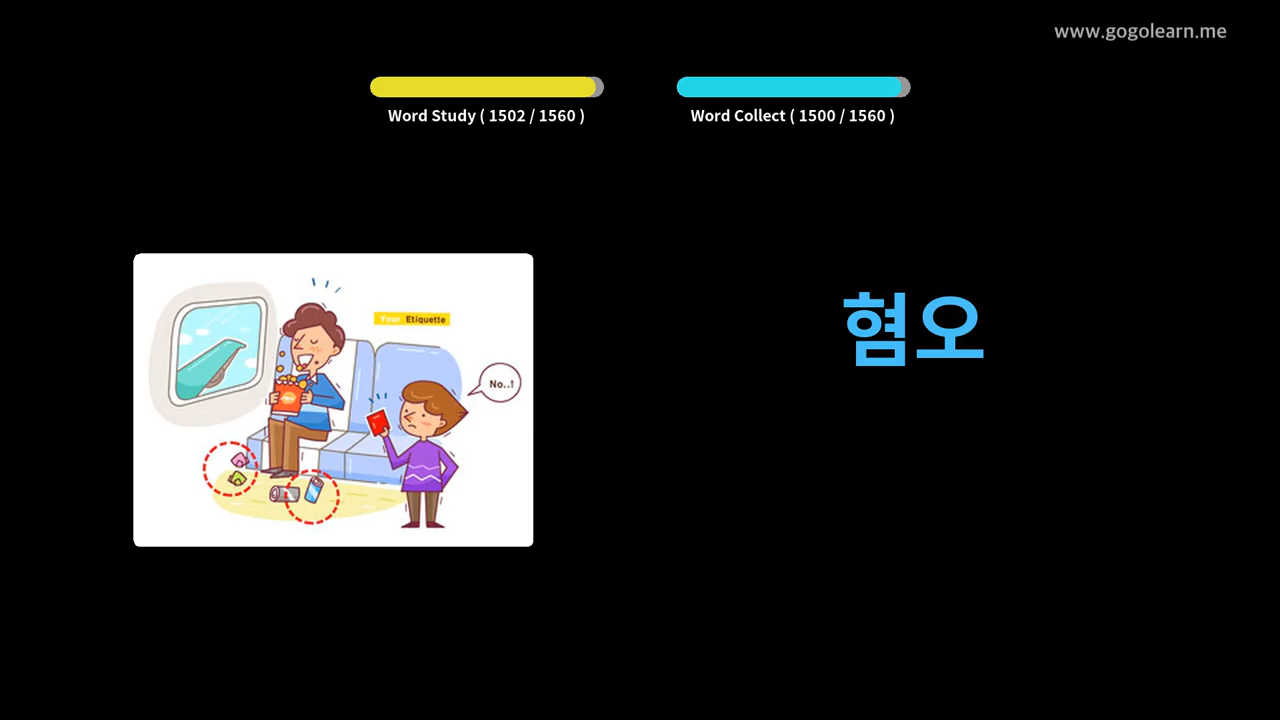 www.gogolearn.me
Word Study ( 1502 / 1560 )
Word Collect ( 1500 / 1560 )
Your Etiquette
No..!
혐오